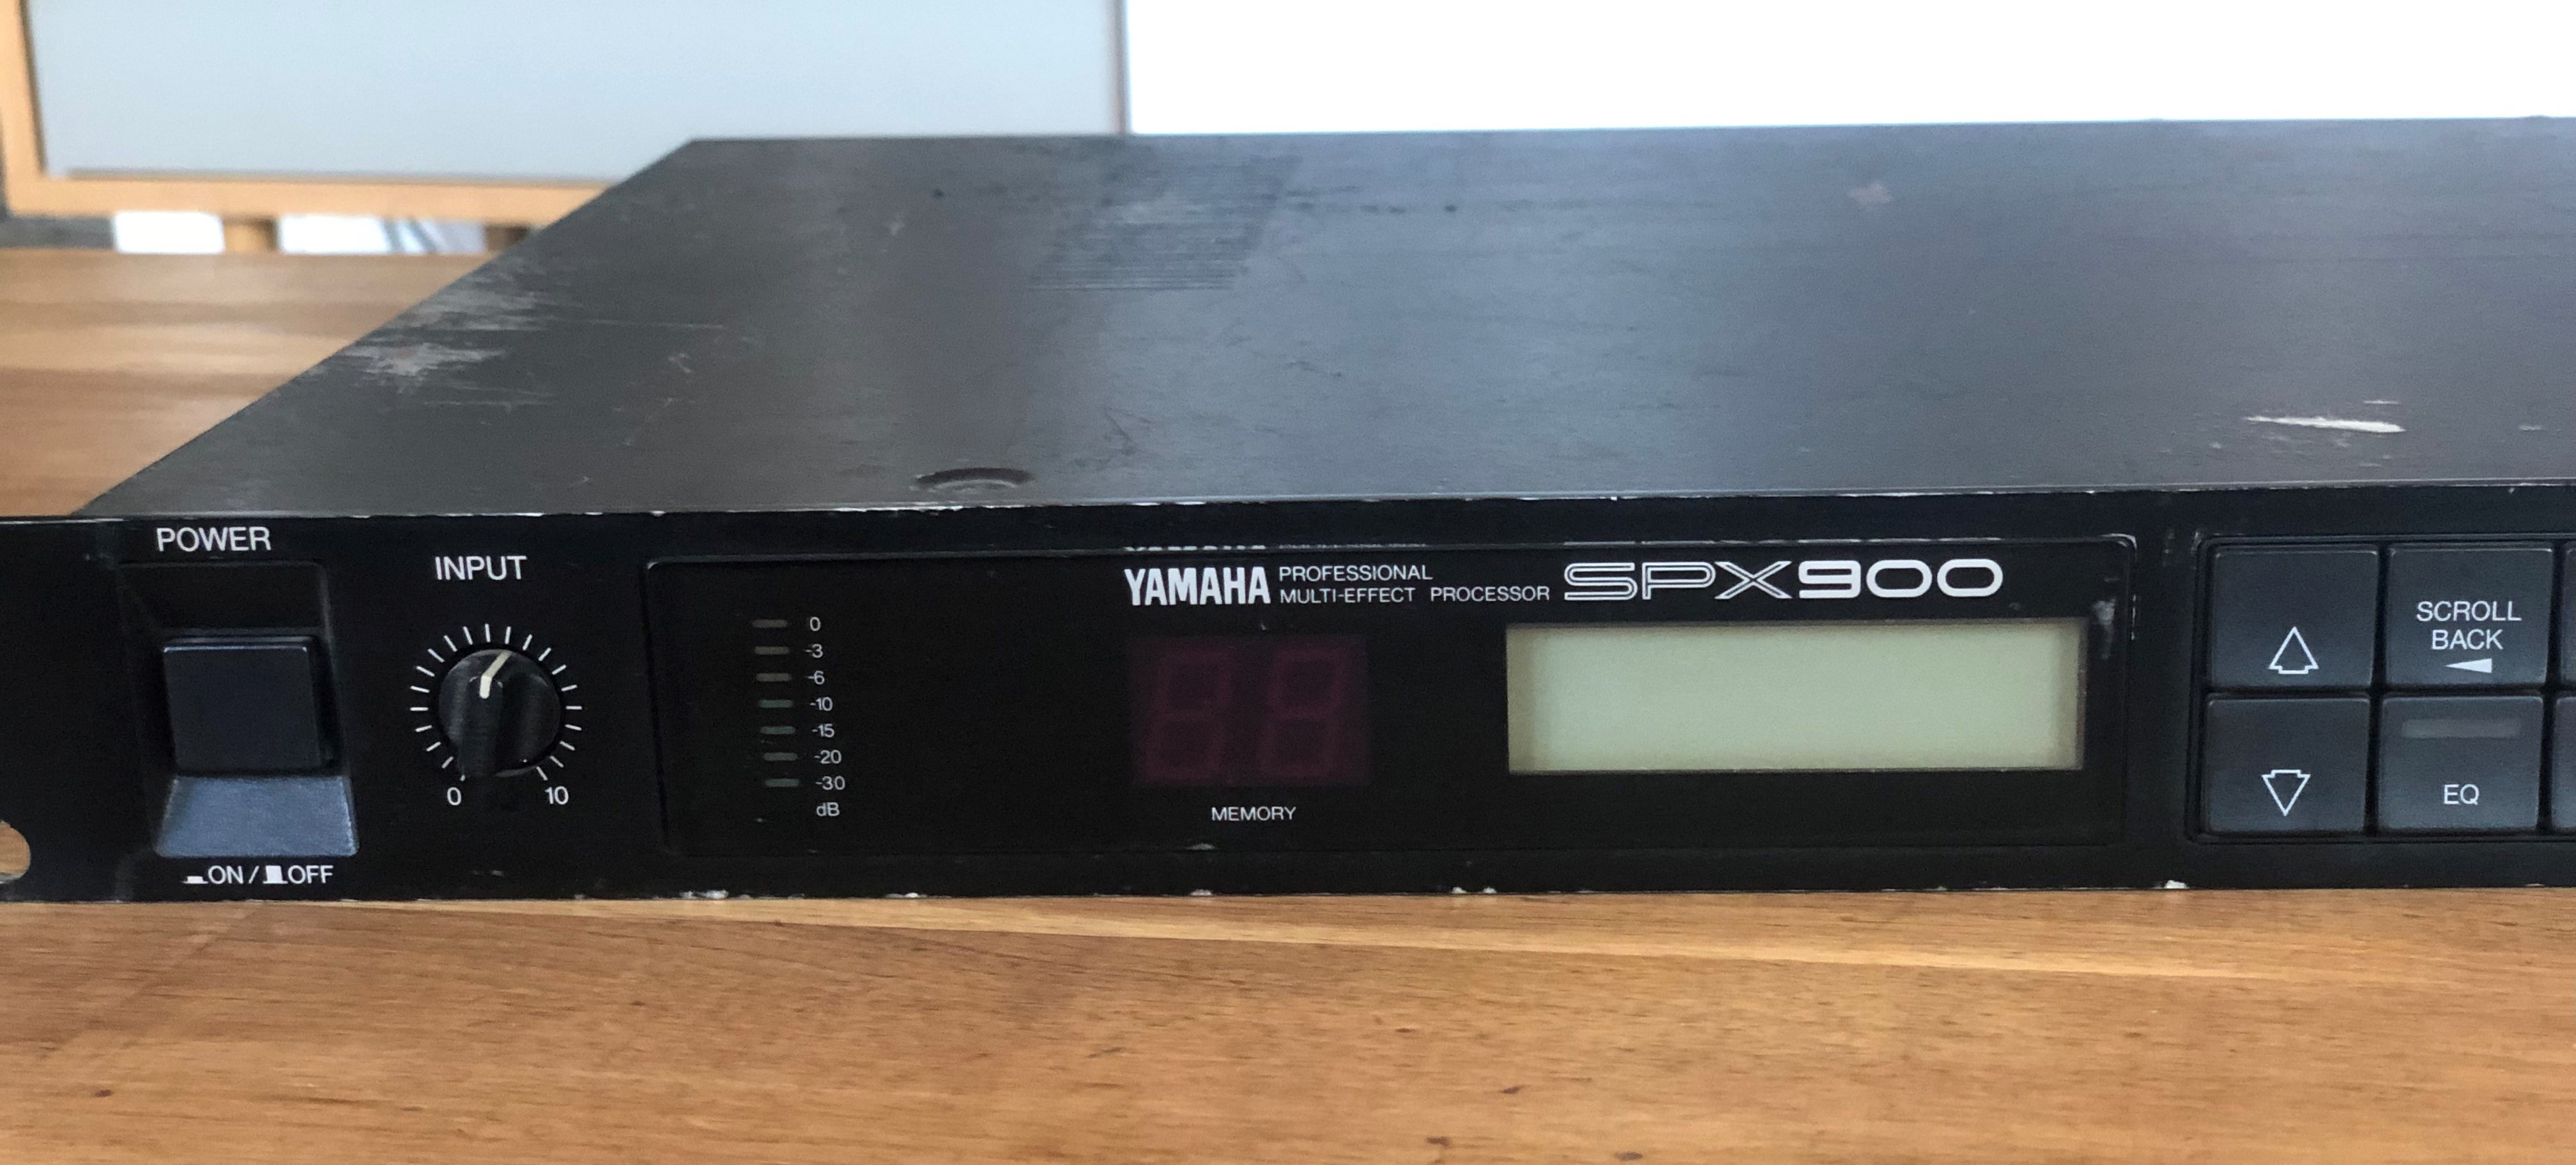 POWER
ON / OFF
INPUT
0 10
0
-3
-6
-10
-15
-20
-30
dB
YAMAHA PROFESSIONAL
MULTI-EFFECT PROCESSOR SPX900
MEMORY
SCROLL
BACK
EQ